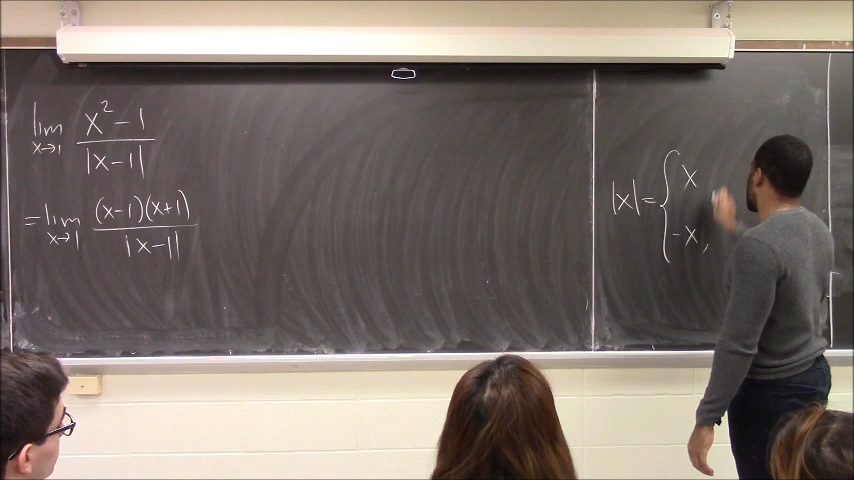 lim x→1 (x² - 1)/|x-1|
= lim x→1 (x-1)(x+1)/|x-1|
|x| = { x
-x,